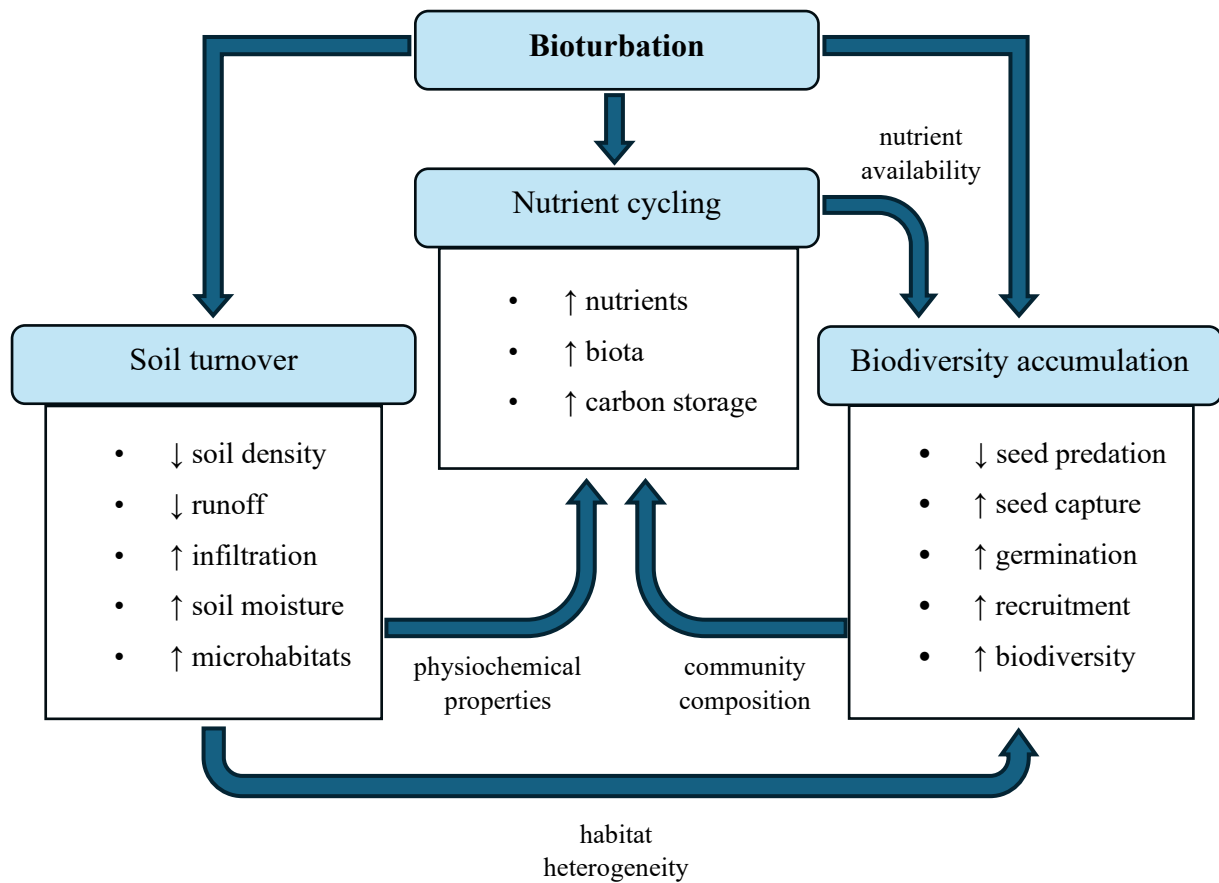 Bioturbation
nutrient
availability
Nutrient cycling
• ↑ nutrients
• ↑ biota
• ↑ carbon storage
Soil turnover
• ↓ soil density
• ↓ runoff
• ↑ infiltration
• ↑ soil moisture
• ↑ microhabitats
Biodiversity accumulation
• ↓ seed predation
• ↑ seed capture
• ↑ germination
• ↑ recruitment
• ↑ biodiversity
physiochemical
properties
community
composition
habitat
heterogeneity